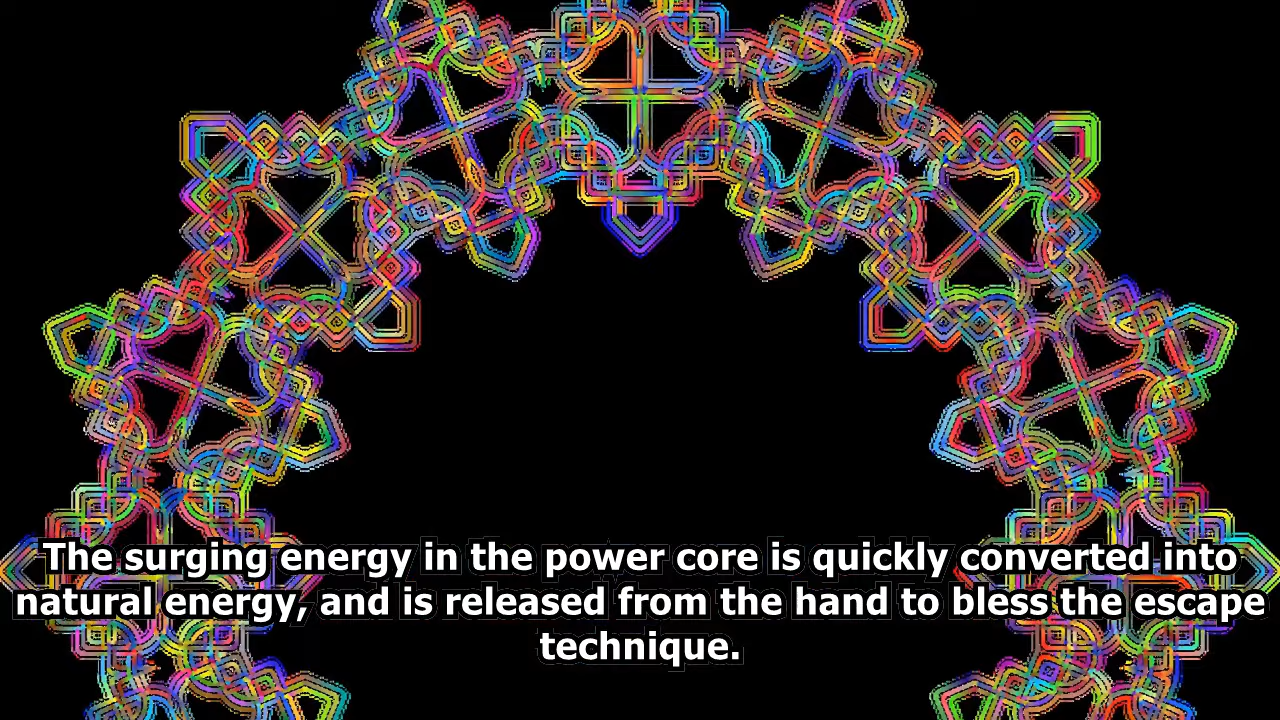 The surging energy in the power core is quickly converted into
natural energy, and is released from the hand to bless the escape
technique.